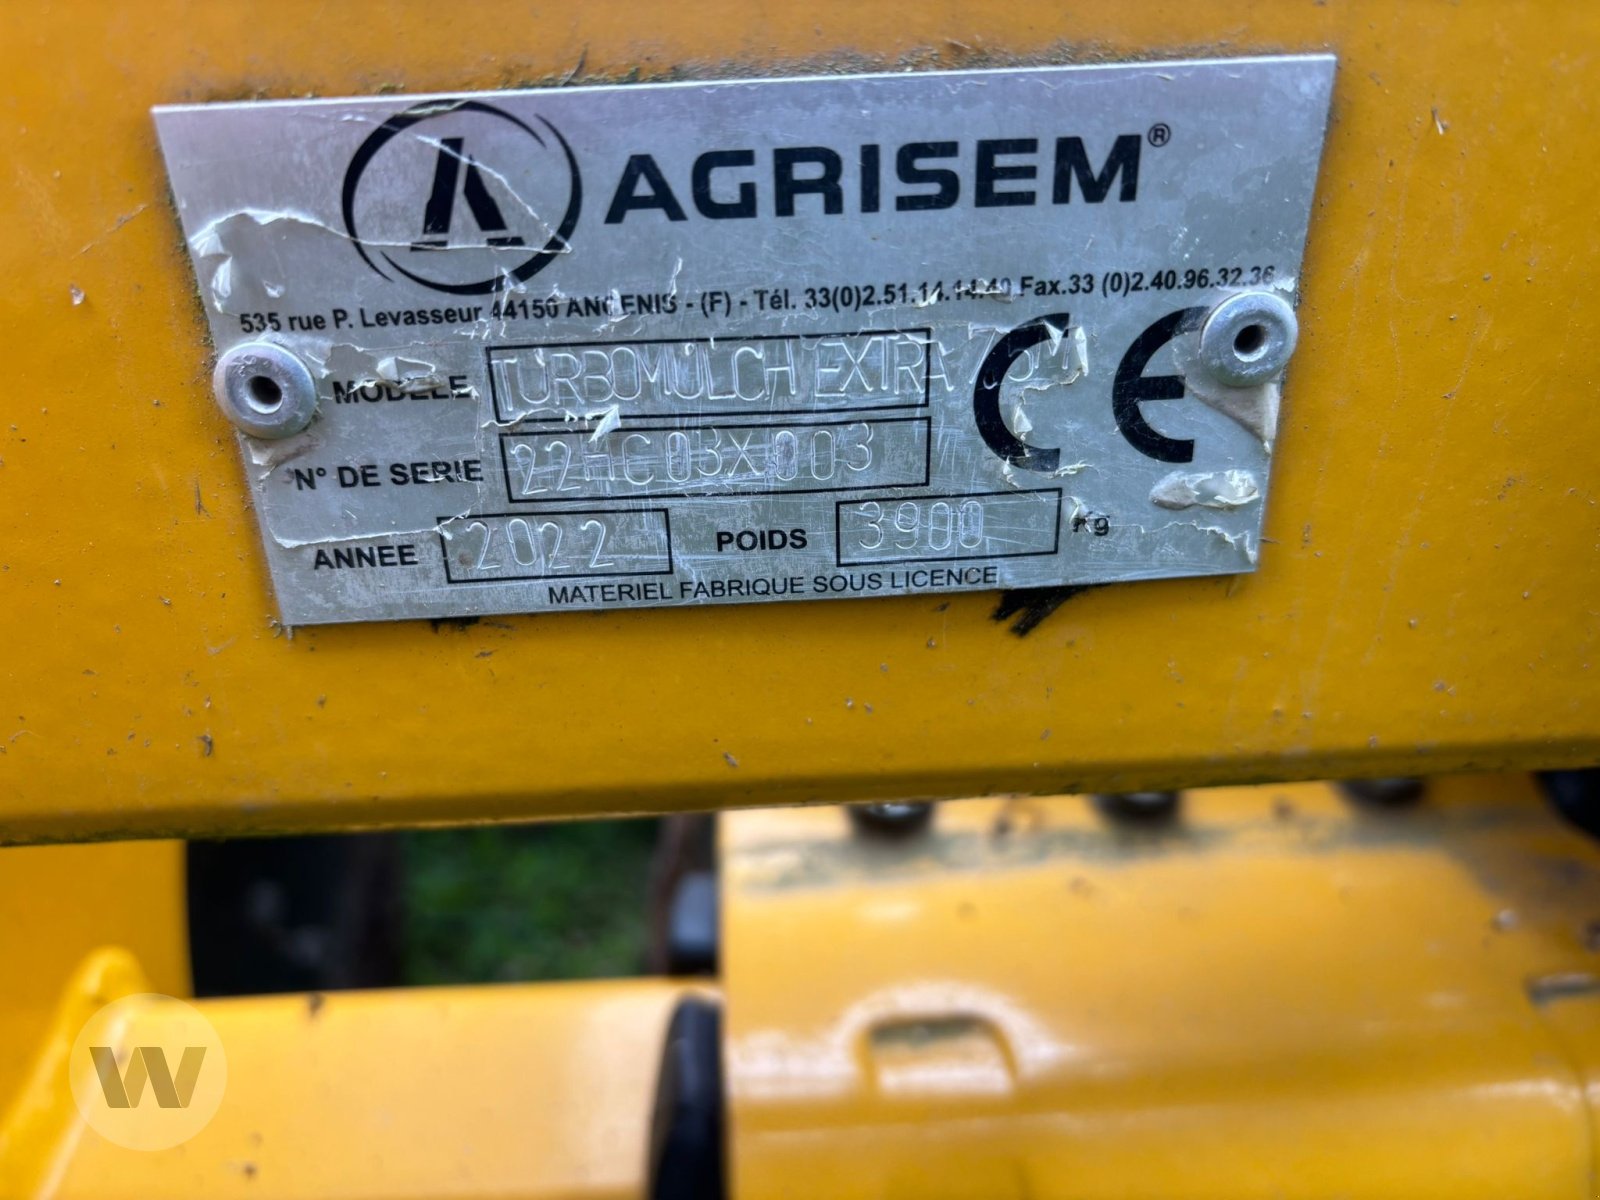 AGRISEM®
535 rue P. Levasseur 44150 ANCENIS - (F) - Tél. 33(0)2.51.14.14.40 Fax.33 (0)2.40.96.32.36
MODELE TURBOMULCH EXTRA CE
N° DE SERIE
ANNEE 2022 POIDS 3900 kg
MATERIEL FABRIQUE SOUS LICENCE
W